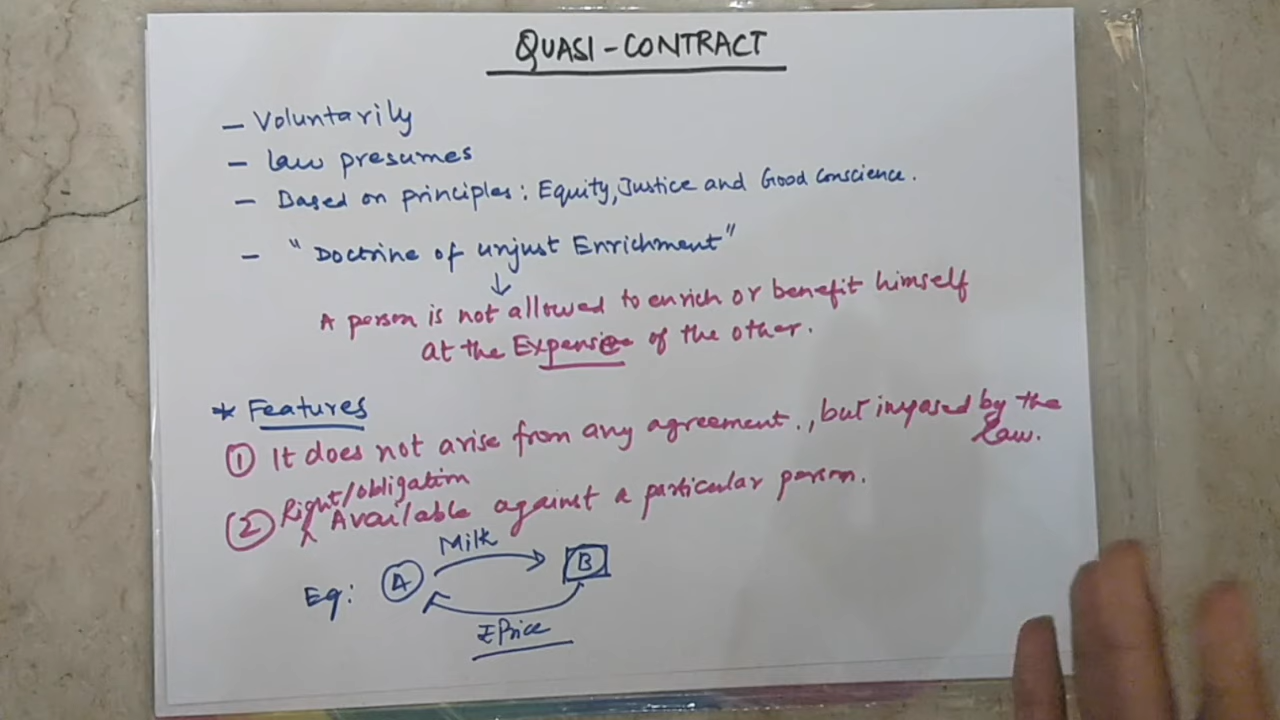 QUASI-CONTRACT
- Voluntarily
- Law presumes
- Based on principles: Equity, Justice and Good Conscience.
- "Doctrine of unjust Enrichment"
↓
A person is not allowed to enrich or benefit himself
at the Expense of the other.
* Features
① It does not arise from any agreement., but imposed by the
law.
Right/obligation
② ^ Available against a particular person.
Milk
Eg: A B
₹ Price